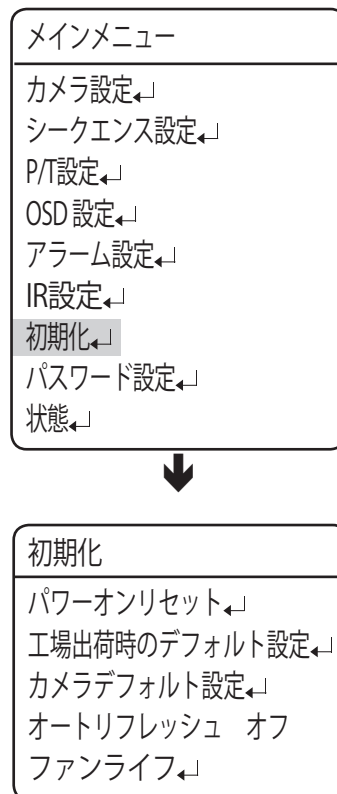 メインメニュー
カメラ設定↵
シークエンス設定↵
P/T設定↵
OSD 設定↵
アラーム設定↵
IR設定↵
初期化↵
パスワード設定↵
状態↵
初期化
パワーオンリセット↵
工場出荷時のデフォルト設定↵
カメラデフォルト設定↵
オートリフレッシュ　オフ
ファンライフ↵